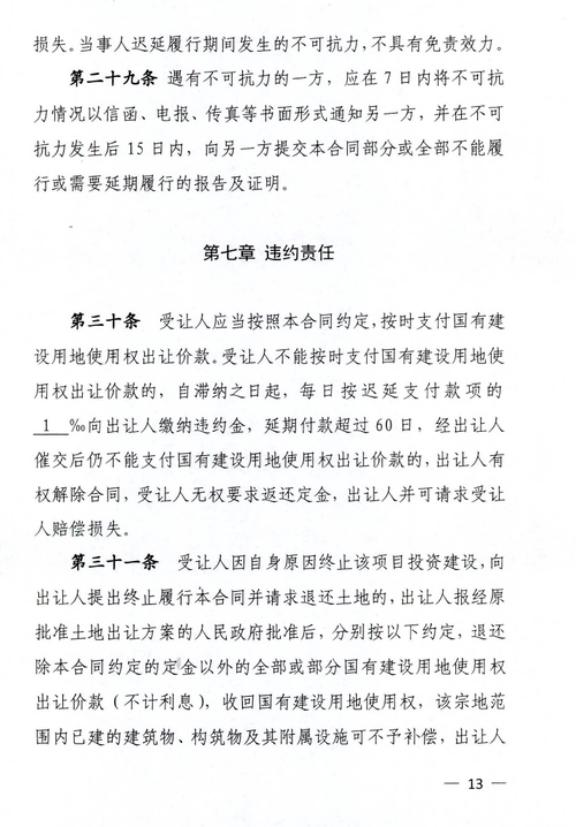 损失。当事人迟延履行期间发生的不可抗力，不具有免责效力。
第二十九条 遇有不可抗力的一方，应在 7 日内将不可抗
力情况以信函、电报、传真等书面形式通知另一方，并在不可
抗力发生后 15 日内，向另一方提交本合同部分或全部不能履
行或需要延期履行的报告及证明。
第七章 违约责任
第三十条 受让人应当按照本合同约定，按时支付国有建
设用地使用权出让价款。受让人不能按时支付国有建设用地使
用权出让价款的，自滞纳之日起，每日按迟延支付款项的
1 ‰向出让人缴纳违约金，延期付款超过 60 日，经出让人
催交后仍不能支付国有建设用地使用权出让价款的，出让人有
权解除合同，受让人无权要求返还定金，出让人并可请求受让
人赔偿损失。
第三十一条 受让人因自身原因终止该项目投资建设，向
出让人提出终止履行本合同并请求退还土地的，出让人报经原
批准土地出让方案的人民政府批准后，分别按以下约定，退还
除本合同约定的定金以外的全部或部分国有建设用地使用权
出让价款（不计利息），收回国有建设用地使用权，该宗地范
围内已建的建筑物、构筑物及其附属设施可不予补偿，出让人
— 13 —